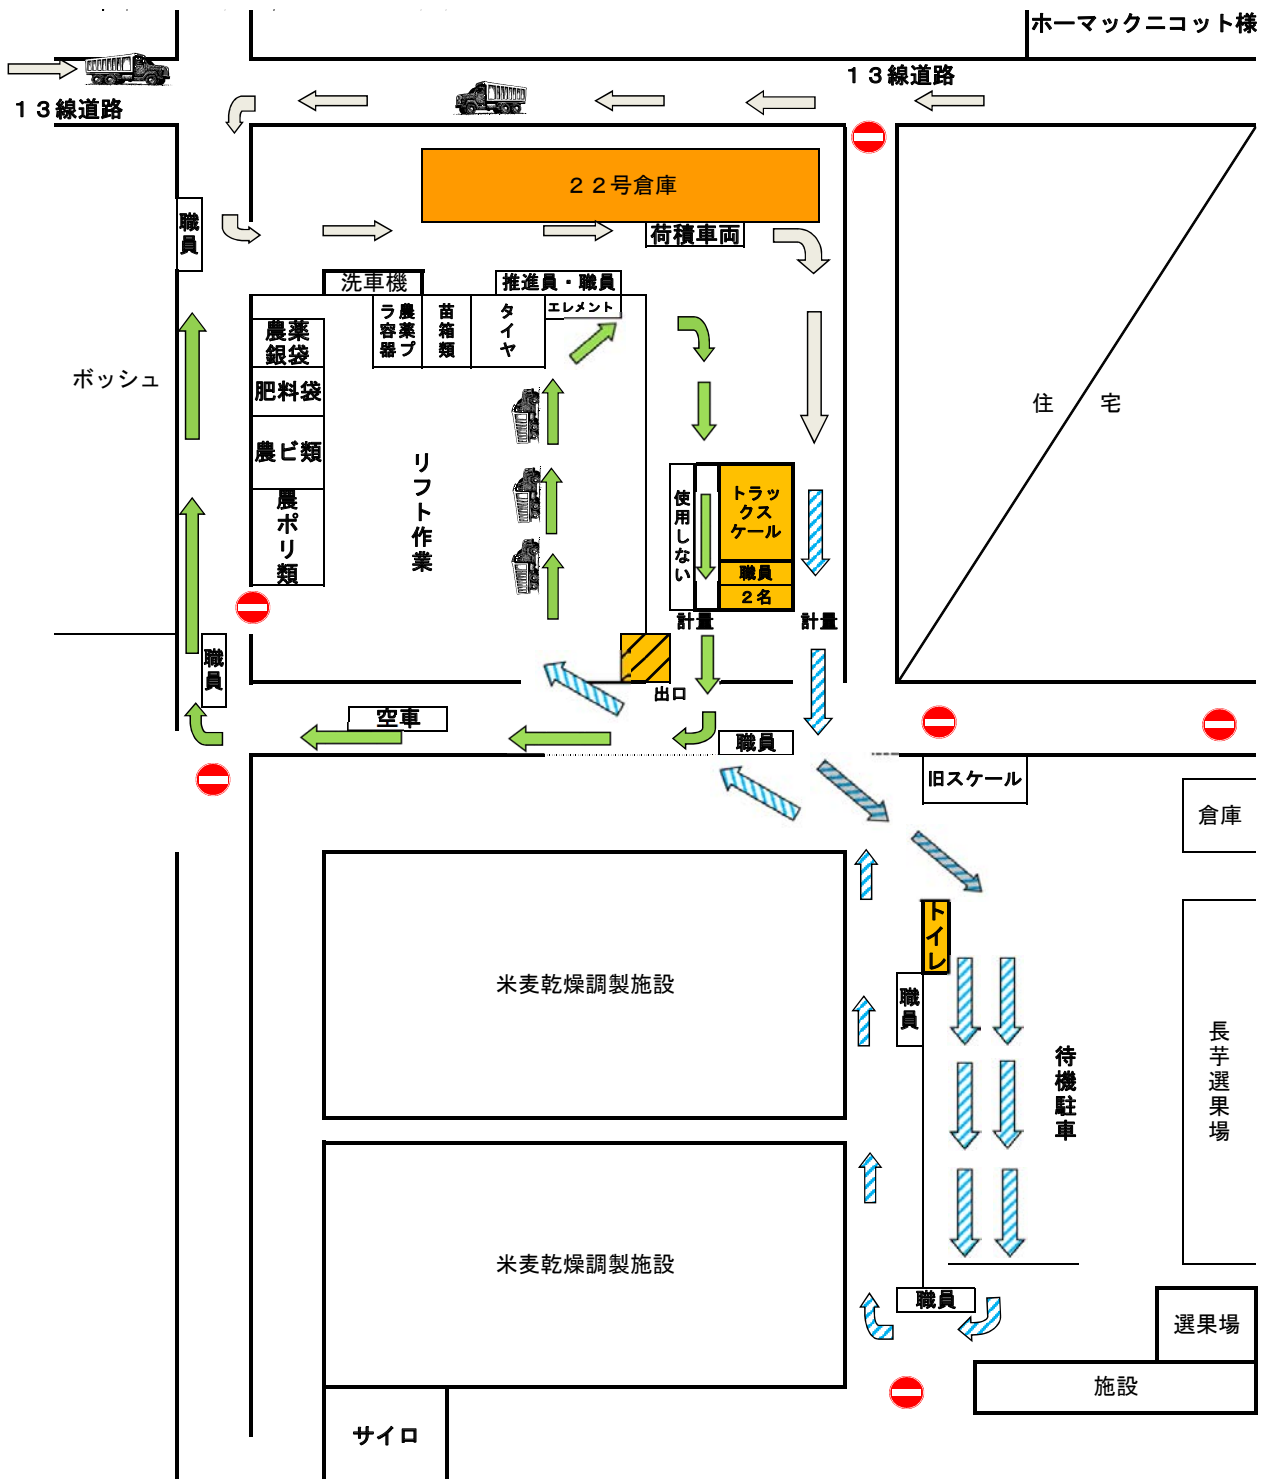 ホーマックニコット様
１３線道路
１３線道路
２２号倉庫
職員
荷積車両
洗車機
推進員・職員
エレメント
農薬プ
ラ容器
苗箱類
タイヤ
農薬
銀袋
肥料袋
農ビ類
農ポリ類
ボッシュ
リフト作業
住　宅
使用しない
トラッ
クス
ケール
職員
２名
計量
計量
職員
出口
空車
職員
旧スケール
倉庫
トイレ
職員
米麦乾燥調製施設
待機駐車
長芋選果場
米麦乾燥調製施設
職員
選果場
施設
サイロ